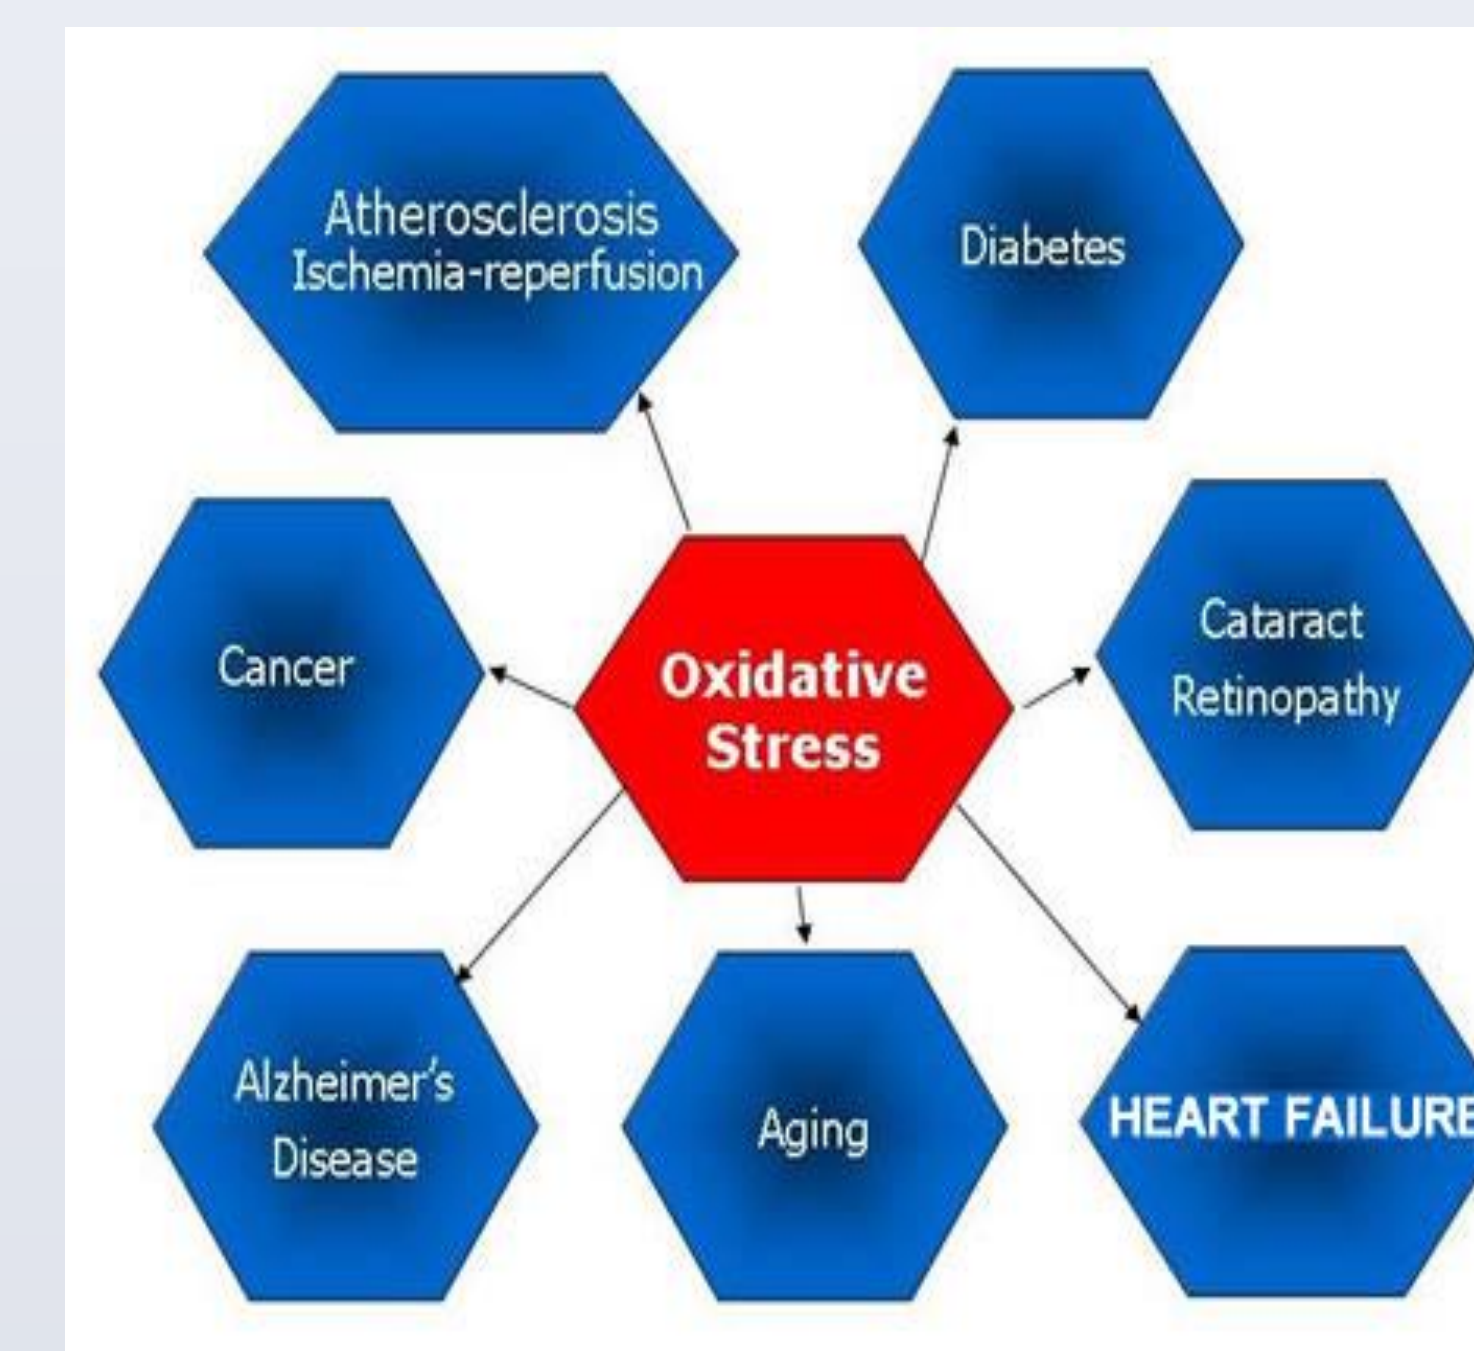 Atherosclerosis
Ischemia-reperfusion
Diabetes
Cancer
Oxidative
Stress
Cataract
Retinopathy
Alzheimer’s
Disease
Aging
HEART FAILURE